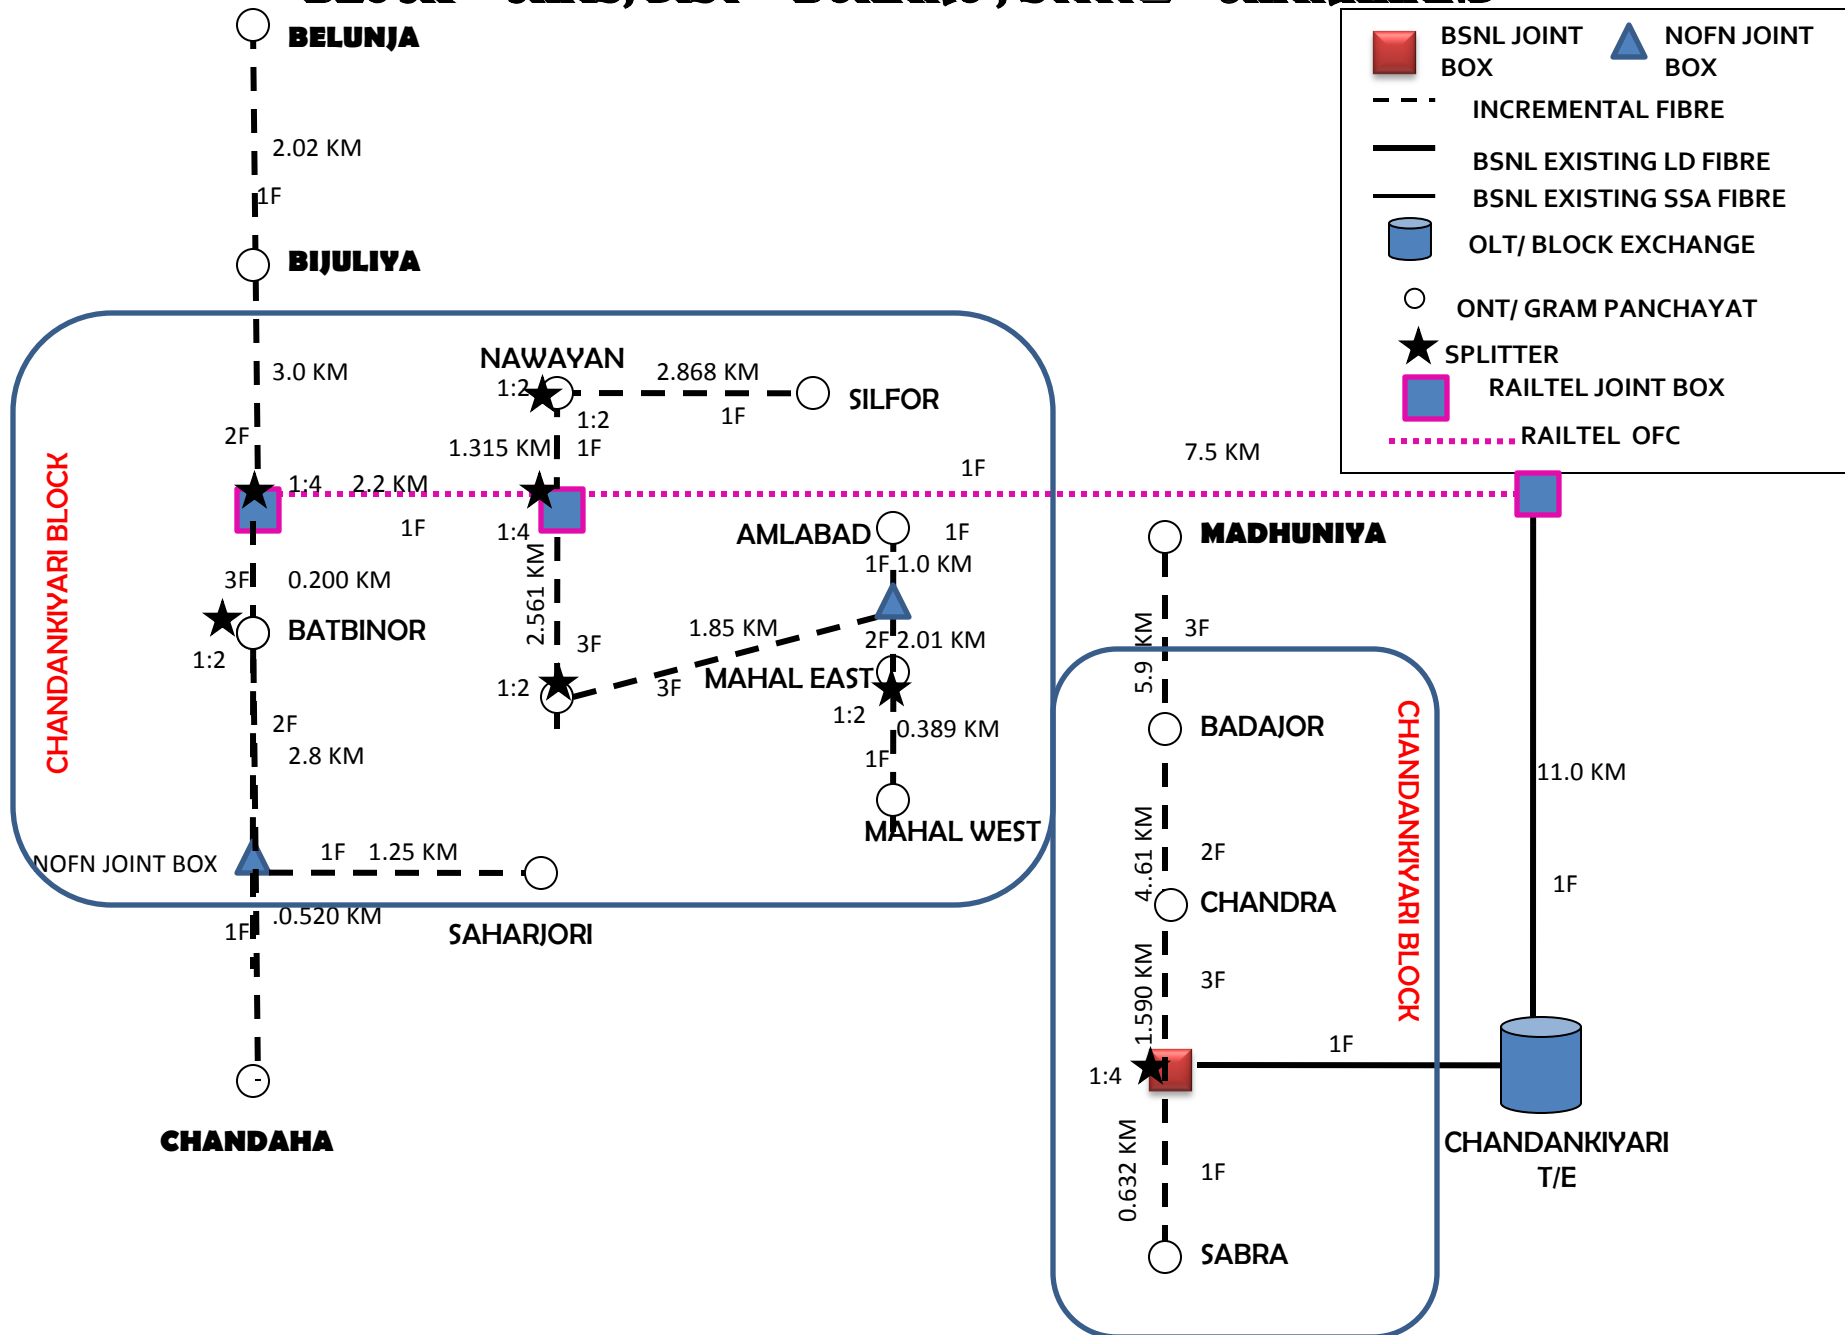 BELUNJA
2.02 KM
1F
BIJULIYA
3.0 KM
2F
NAWAYAN
1:2
1:2
2.868 KM
1F
SILFOR
1.315 KM
1F
1:4
2.2 KM
1F
1F
7.5 KM
1:4
CHANDANKIYARI BLOCK
3F
0.200 KM
BATBINOR
1:2
2F
2.8 KM
2.561 KM
3F
1:2
1.85 KM
3F
AMLABAD
1F
1F 1.0 KM
2F 2.01 KM
MAHAL EAST
1:2
0.389 KM
1F
MAHAL WEST
NOFN JOINT BOX
1F 1.25 KM
SAHARJORI
.0.520 KM
1F
CHANDAHA
MADHUNIYA
5.9 KM
3F
BADAJOR
4..61 KM
2F
CHANDRA
1.590 KM
3F
1:4
1F
0.632 KM
1F
SABRA
CHANDANKIYARI BLOCK
11.0 KM
1F
CHANDANKIYARI
T/E
BSNL JOINT
BOX
NOFN JOINT
BOX
INCREMENTAL FIBRE
BSNL EXISTING LD FIBRE
BSNL EXISTING SSA FIBRE
OLT/ BLOCK EXCHANGE
ONT/ GRAM PANCHAYAT
SPLITTER
RAILTEL JOINT BOX
RAILTEL OFC